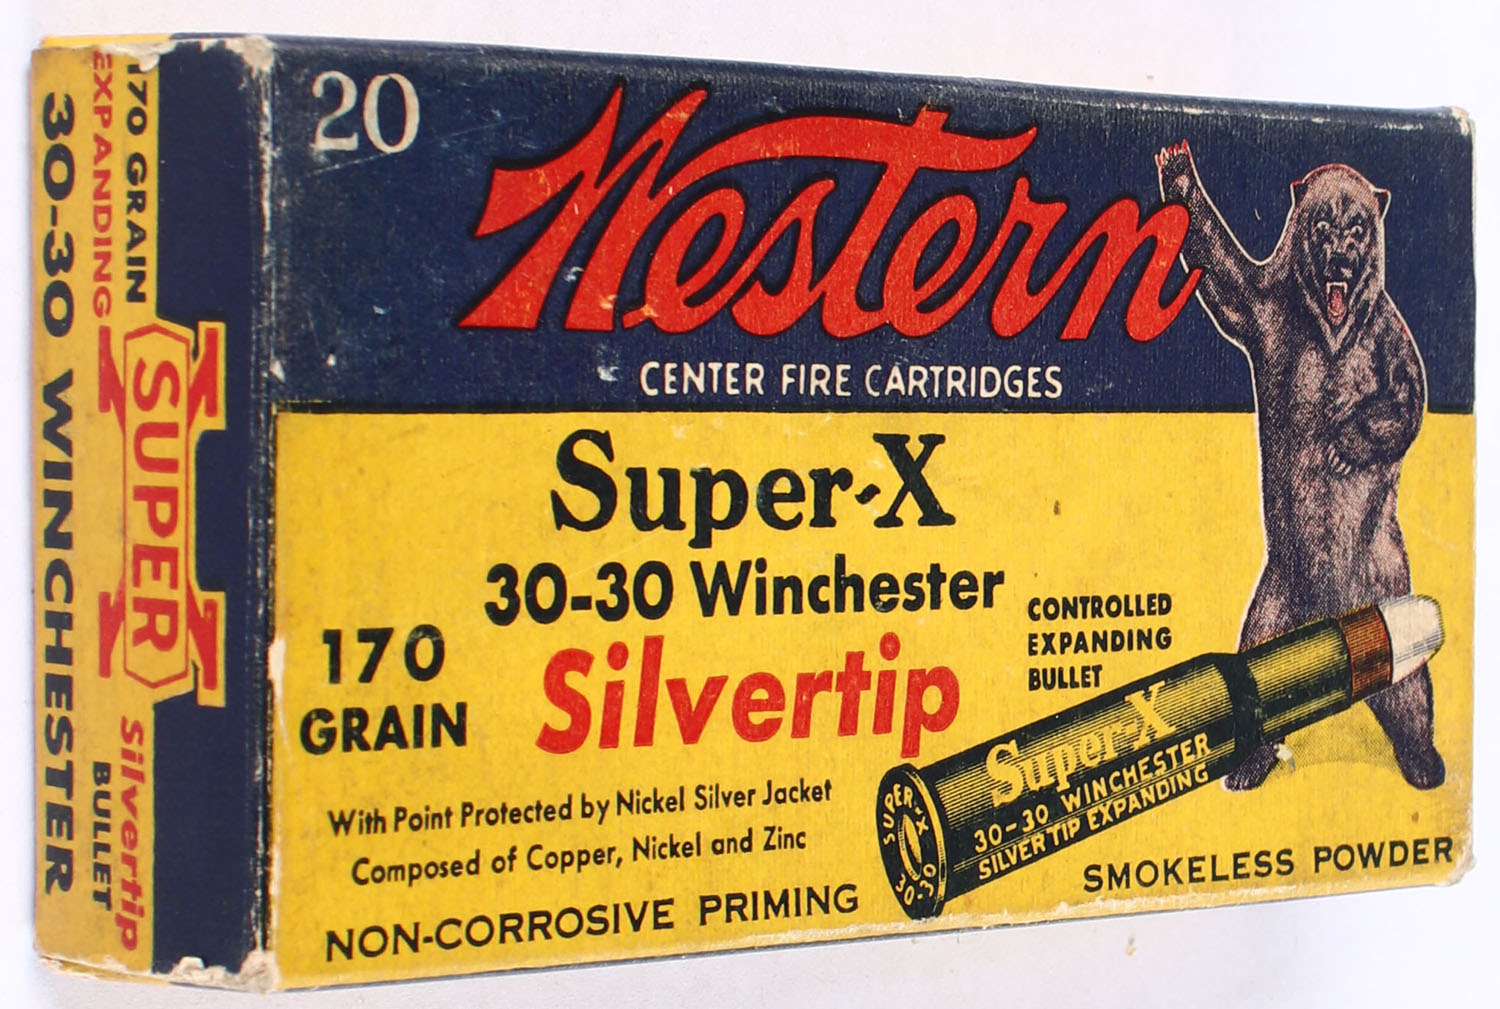 20
Western
CENTER FIRE CARTRIDGES
Super-X
30-30 Winchester
170
GRAIN
Silvertip
CONTROLLED
EXPANDING
BULLET
With Point Protected by Nickel Silver Jacket
Composed of Copper, Nickel and Zinc
NON-CORROSIVE PRIMING
SMOKELESS POWDER
Super-X
30-30 WINCHESTER
SILVERTIP EXPANDING
SUPER-X
30-30
170 GRAIN
EXPANDING
30-30 WINCHESTER
SUPER X
Silvertip
BULLET